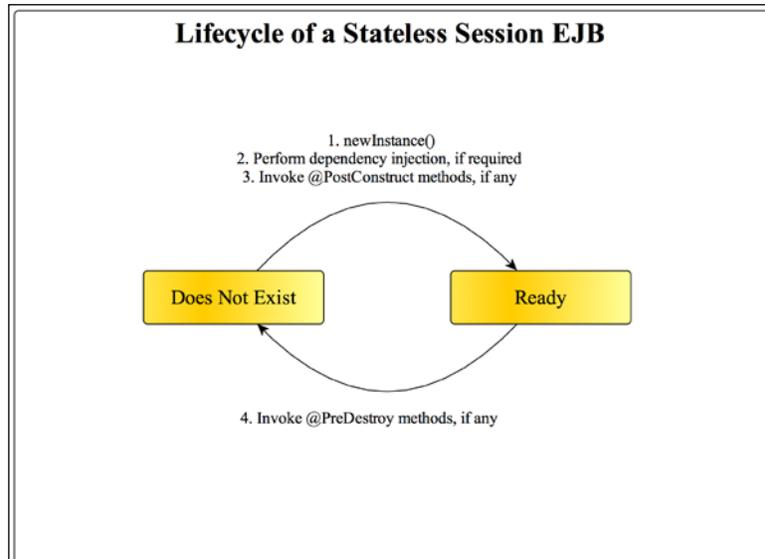 Lifecycle of a Stateless Session EJB
1. newInstance()
2. Perform dependency injection, if required
3. Invoke @PostConstruct methods, if any
Does Not Exist
Ready
4. Invoke @PreDestroy methods, if any